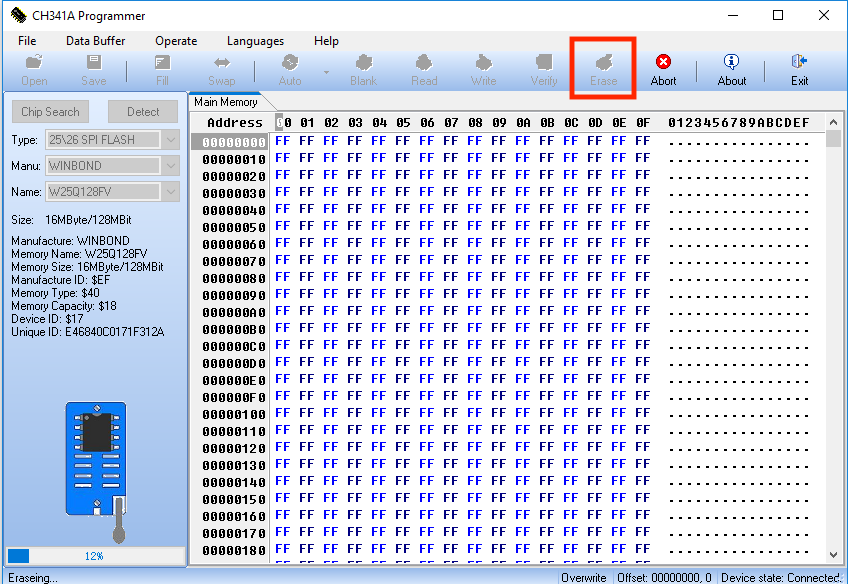 CH341A Programmer
File Data Buffer Operate Languages Help
Open Save Fill Swap Auto Blank Read Write Verify Erase Abort About Exit
Chip Search Detect
Type: 25\26 SPI FLASH
Manu: WINBOND
Name: W25Q128FV
Size: 16MByte/128MBit
Manufacture: WINBOND
Memory Name: W25Q128FV
Memory Size: 16MByte/128MBit
Manufacture ID: $EF
Memory Type: $40
Memory Capacity: $18
Device ID: $17
Unique ID: E46840C0171F312A
12%
Main Memory
Address 00 01 02 03 04 05 06 07 08 09 0A 0B 0C 0D 0E 0F 0123456789ABCDEF
00000000 FF FF FF FF FF FF FF FF FF FF FF FF FF FF FF FF ................
00000010 FF FF FF FF FF FF FF FF FF FF FF FF FF FF FF FF ................
00000020 FF FF FF FF FF FF FF FF FF FF FF FF FF FF FF FF ................
00000030 FF FF FF FF FF FF FF FF FF FF FF FF FF FF FF FF ................
00000040 FF FF FF FF FF FF FF FF FF FF FF FF FF FF FF FF ................
00000050 FF FF FF FF FF FF FF FF FF FF FF FF FF FF FF FF ................
00000060 FF FF FF FF FF FF FF FF FF FF FF FF FF FF FF FF ................
00000070 FF FF FF FF FF FF FF FF FF FF FF FF FF FF FF FF ................
00000080 FF FF FF FF FF FF FF FF FF FF FF FF FF FF FF FF ................
00000090 FF FF FF FF FF FF FF FF FF FF FF FF FF FF FF FF ................
000000A0 FF FF FF FF FF FF FF FF FF FF FF FF FF FF FF FF ................
000000B0 FF FF FF FF FF FF FF FF FF FF FF FF FF FF FF FF ................
000000C0 FF FF FF FF FF FF FF FF FF FF FF FF FF FF FF FF ................
000000D0 FF FF FF FF FF FF FF FF FF FF FF FF FF FF FF FF ................
000000E0 FF FF FF FF FF FF FF FF FF FF FF FF FF FF FF FF ................
000000F0 FF FF FF FF FF FF FF FF FF FF FF FF FF FF FF FF ................
00000100 FF FF FF FF FF FF FF FF FF FF FF FF FF FF FF FF ................
00000110 FF FF FF FF FF FF FF FF FF FF FF FF FF FF FF FF ................
00000120 FF FF FF FF FF FF FF FF FF FF FF FF FF FF FF FF ................
00000130 FF FF FF FF FF FF FF FF FF FF FF FF FF FF FF FF ................
00000140 FF FF FF FF FF FF FF FF FF FF FF FF FF FF FF FF ................
00000150 FF FF FF FF FF FF FF FF FF FF FF FF FF FF FF FF ................
00000160 FF FF FF FF FF FF FF FF FF FF FF FF FF FF FF FF ................
00000170 FF FF FF FF FF FF FF FF FF FF FF FF FF FF FF FF ................
00000180 FF FF FF FF FF FF FF FF FF FF FF FF FF FF FF FF ................
Eraseing... Overwrite Offset: 00000000, 0 Device state: Connected.